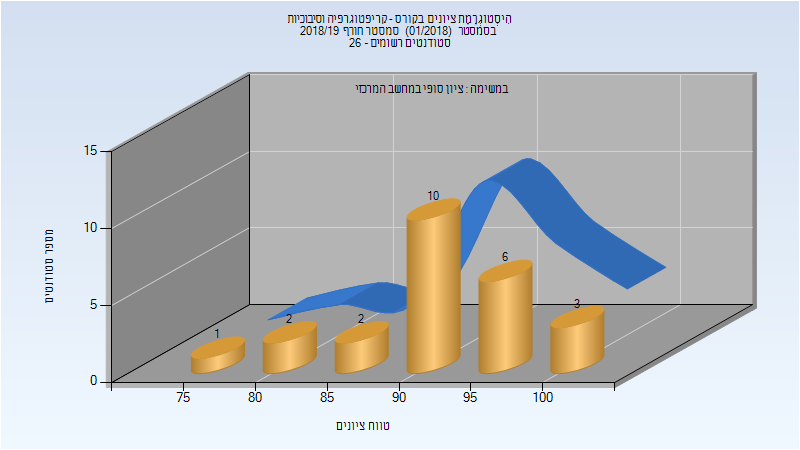 היסטוגרמת ציונים בקורס - קריפטוגרפיה וסיבוכיות
בסמסטר (01/2018) סמסטר חורף 2018/19
סטודנטים רשומים - 26
במשימה : ציון סופי במחשב המרכזי
15
10
5
0
מספר סטודנטים
1
2
2
10
6
3
75
80
85
90
95
100
טווח ציונים